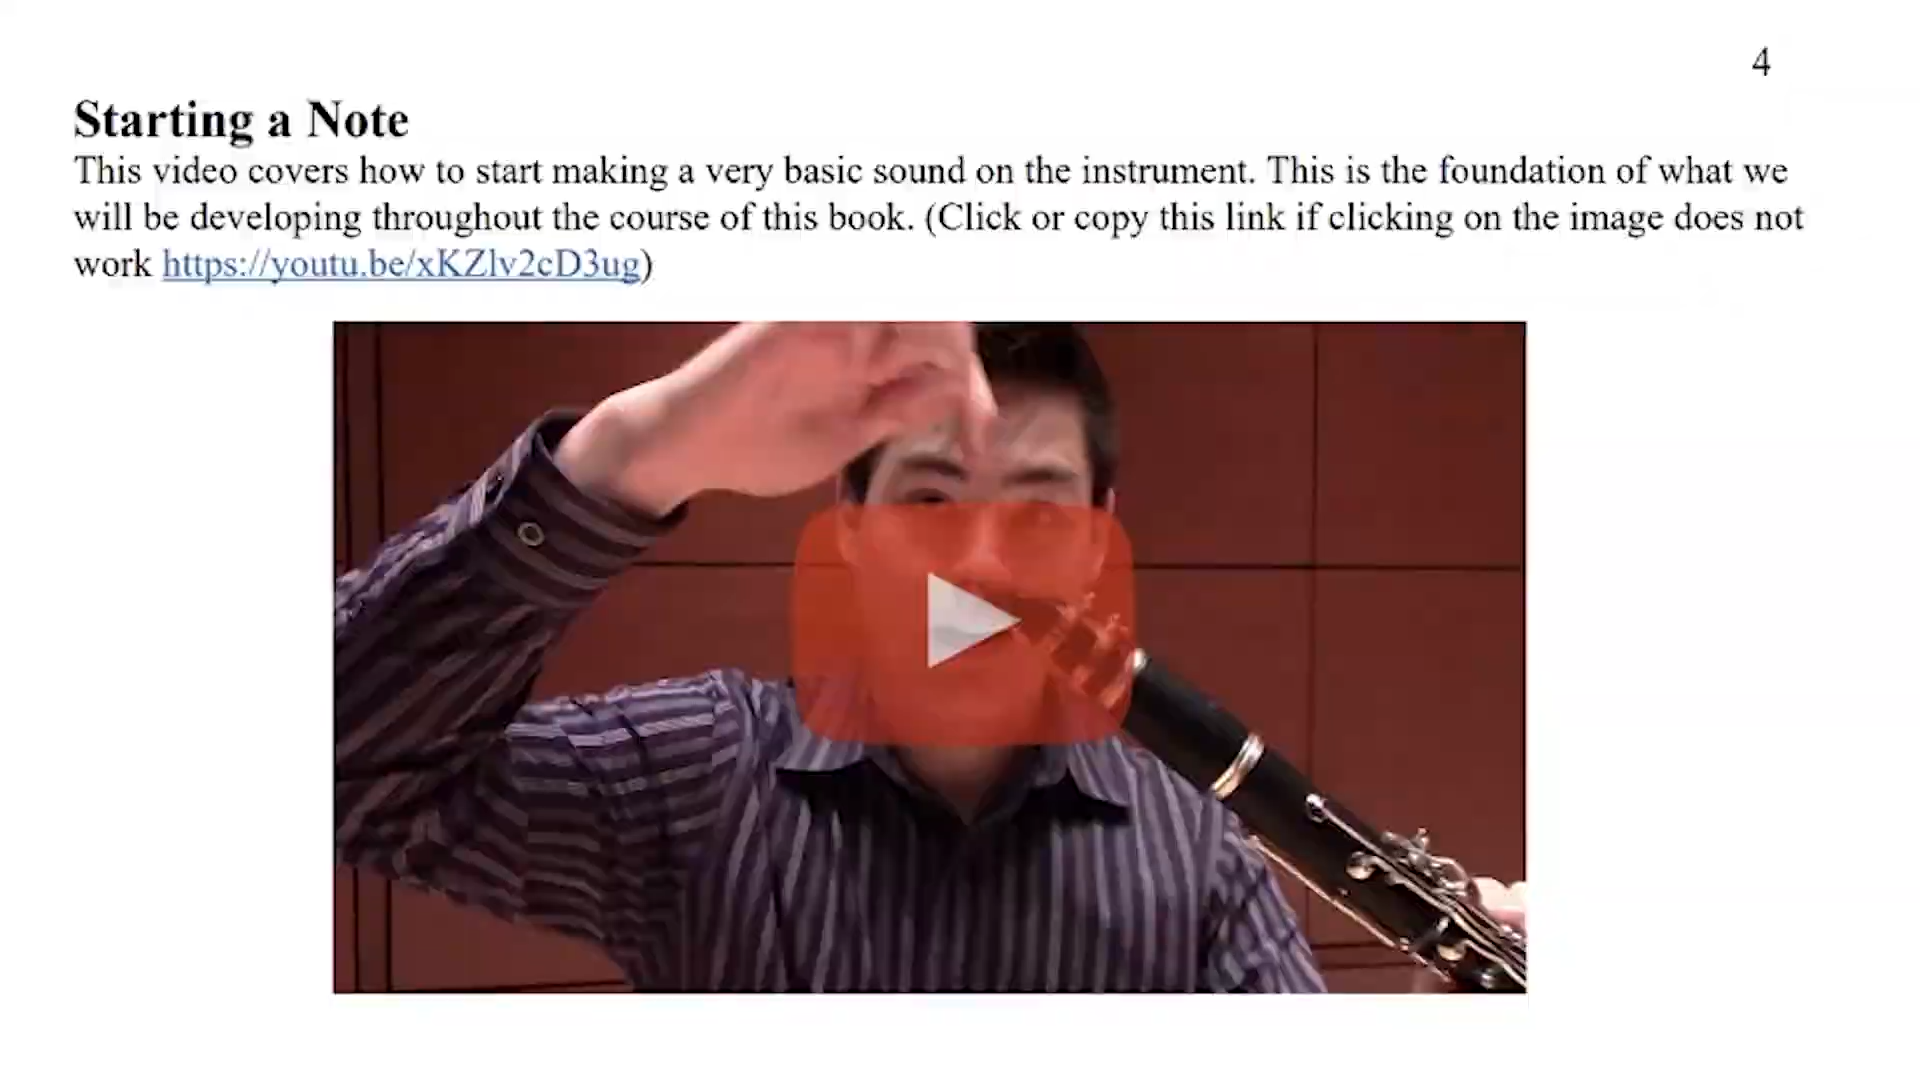 4
Starting a Note
This video covers how to start making a very basic sound on the instrument. This is the foundation of what we
will be developing throughout the course of this book. (Click or copy this link if clicking on the image does not
work https://youtu.be/xKZlv2cD3ug)